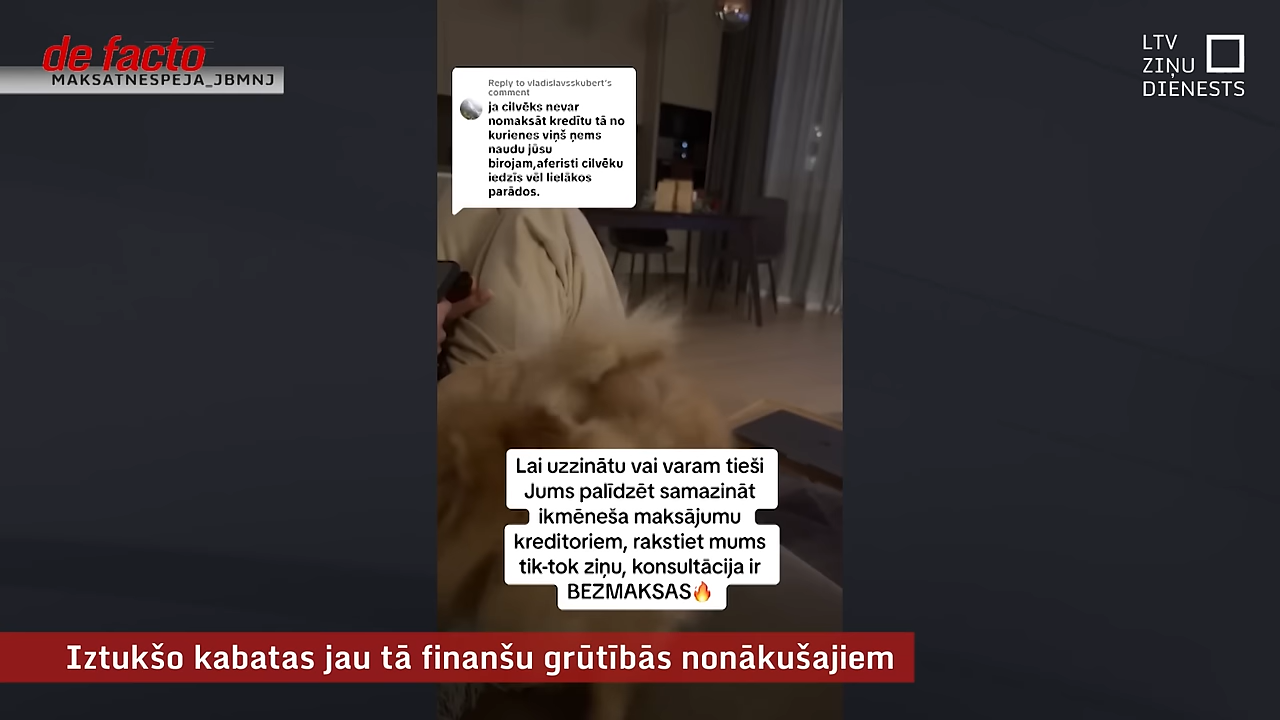 de facto
MAKSATNESPEJA_JBMNJ
LTV
ZIŅU
DIENESTS
Reply to vladislavsskubert's
comment
ja cilvēks nevar
nomaksāt kredītu tā no
kurienes viņš ņems
naudu jūsu
birojam,aferisti cilvēku
iedzīs vēl lielākos
parādos.
Lai uzzinātu vai varam tieši
Jums palīdzēt samazināt
ikmēneša maksājumu
kreditoriem, rakstiet mums
tik-tok ziņu, konsultācija ir
BEZMAKSAS🔥
Iztukšo kabatas jau tā finanšu grūtībās nonākušajiem